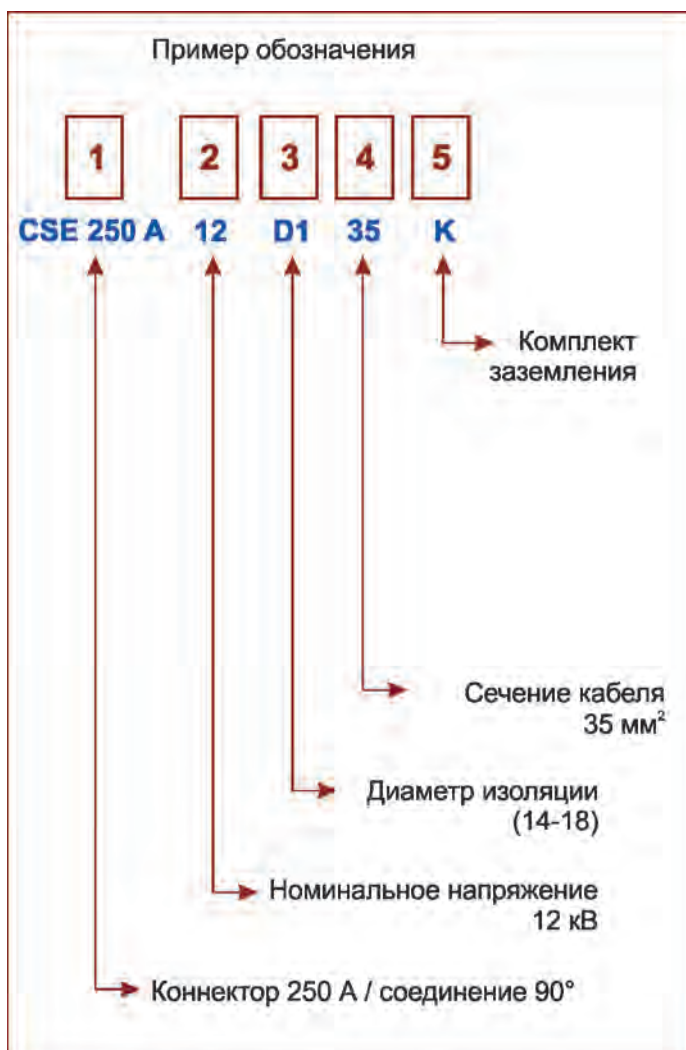 Пример обозначения
1 2 3 4 5
CSE 250 A 12 D1 35 K
Комплект
заземления
Сечение кабеля
35 мм²
Диаметр изоляции
(14-18)
Номинальное напряжение
12 кВ
Коннектор 250 А / соединение 90°